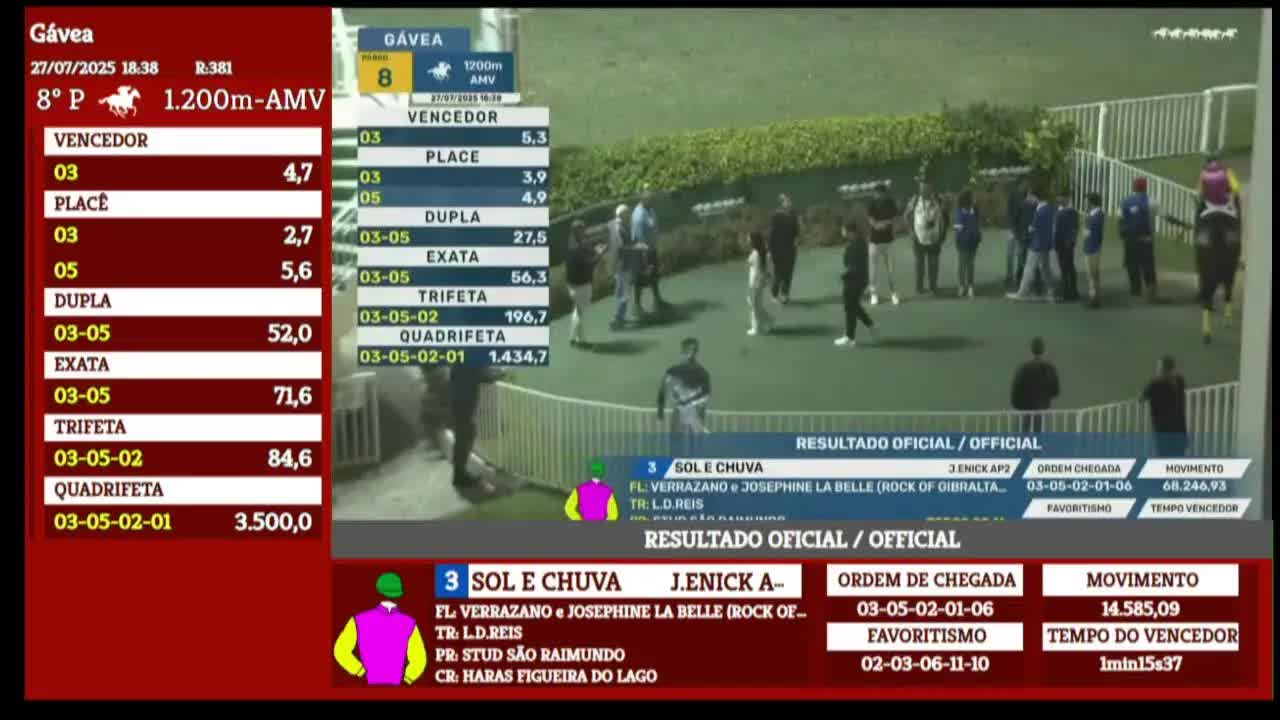 Gávea
27/07/2025 18:38 R:381
8º P 1.200m-AMV
VENCEDOR
03 4,7
PLACÊ
03 2,7
05 5,6
DUPLA
03-05 52,0
EXATA
03-05 71,6
TRIFETA
03-05-02 84,6
QUADRIFETA
03-05-02-01 3.500,0
GÁVEA
PÁREO
8
1200m
AMV
27/07/2025 18:38
VENCEDOR
03 5,3
PLACE
03 3,9
05 4,9
DUPLA
03-05 27,5
EXATA
03-05 56,3
TRIFETA
03-05-02 196,7
QUADRIFETA
03-05-02-01 1.434,7
RESULTADO OFICIAL / OFFICIAL
3 SOL E CHUVA J.ENICK AP2
FL: VERRAZANO e JOSEPHINE LA BELLE (ROCK OF GIBRALTA...
TR: L.D.REIS
PR: STUD SÃO RAIMUNDO
ORDEM CHEGADA
03-05-02-01-06
FAVORITISMO
MOVIMENTO
68.246,93
TEMPO VENCEDOR
RESULTADO OFICIAL / OFFICIAL
3 SOL E CHUVA J.ENICK A...
FL: VERRAZANO e JOSEPHINE LA BELLE (ROCK OF...
TR: L.D.REIS
PR: STUD SÃO RAIMUNDO
CR: HARAS FIGUEIRA DO LAGO
ORDEM DE CHEGADA
03-05-02-01-06
FAVORITISMO
02-03-06-11-10
MOVIMENTO
14.585,09
TEMPO DO VENCEDOR
1min15s37